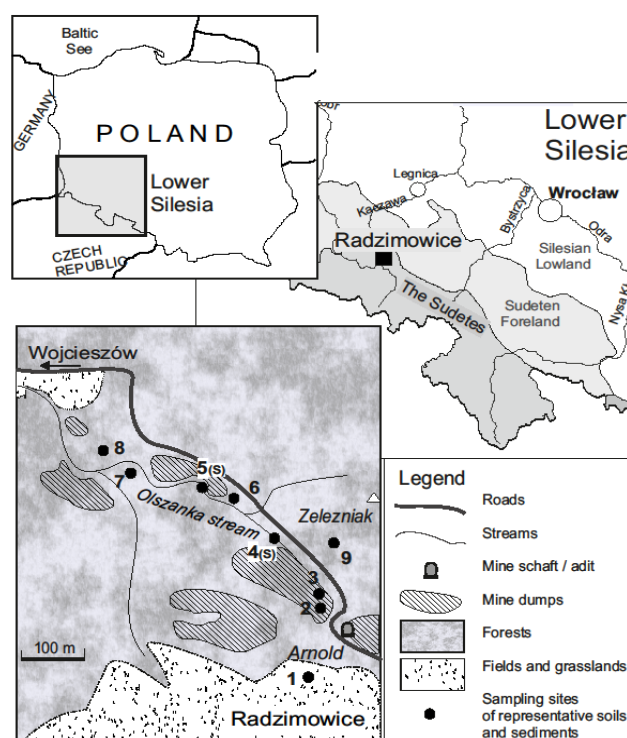 Baltic
See
GERMANY
POLAND
Lower
Silesia
CZECH
REPUBLIC
Lower
Silesia
Legnica
Kaczawa
Bystrzyca
Wrocław
Odra
Radzimowice
Silesian
Lowland
The Sudetes
Sudeten
Foreland
Nysa
Wojcieszów
8
7
5(S)
6
Olszanka stream
Zelezniak
4(S)
9
3
2
100 m
Arnold
1
Radzimowice
Legend
Roads
Streams
Mine schaft / adit
Mine dumps
Forests
Fields and grasslands
Sampling sites
of representative soils
and sediments